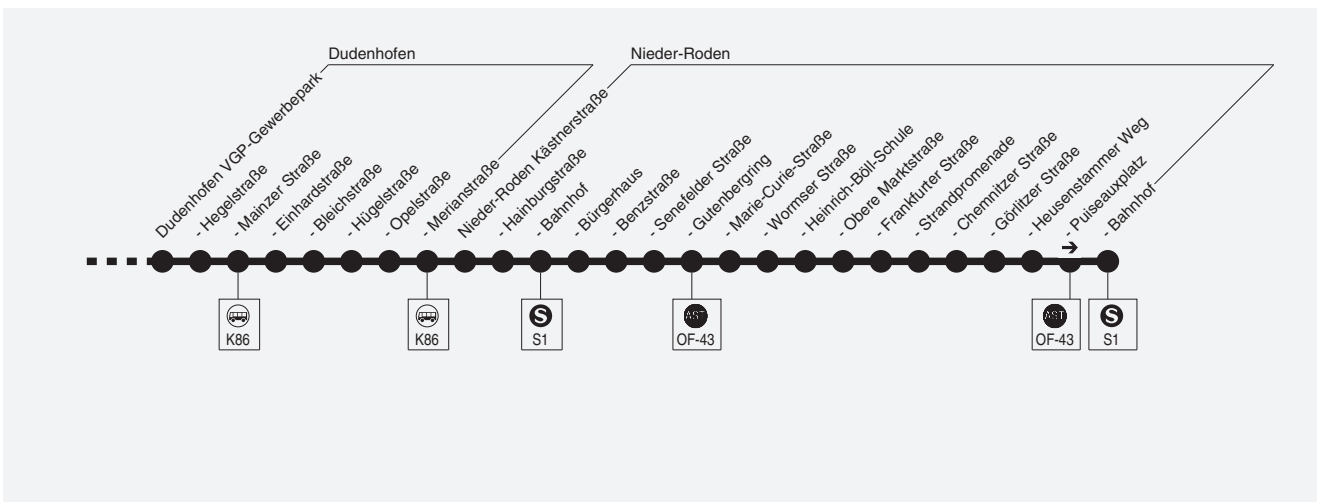 Dudenhofen
Nieder-Roden
Dudenhofen VGP-Gewerbepark
- Hegelstraße
- Mainzer Straße
- Einhardstraße
- Bleichstraße
- Hügelstraße
- Opelstraße
- Merianstraße
Nieder-Roden Kästnerstraße
- Hainburgstraße
- Bahnhof
- Bürgerhaus
- Benzstraße
- Senefelder Straße
- Gutenbergring
- Marie-Curie-Straße
- Wormser Straße
- Heinrich-Böll-Schule
- Obere Marktstraße
- Frankfurter Straße
- Strandpromenade
- Chemnitzer Straße
- Görlitzer Straße
- Heusenstammer Weg
- Puiseauxplatz
- Bahnhof
K86
K86
S
S1
AST
OF-43
AST
OF-43
S
S1